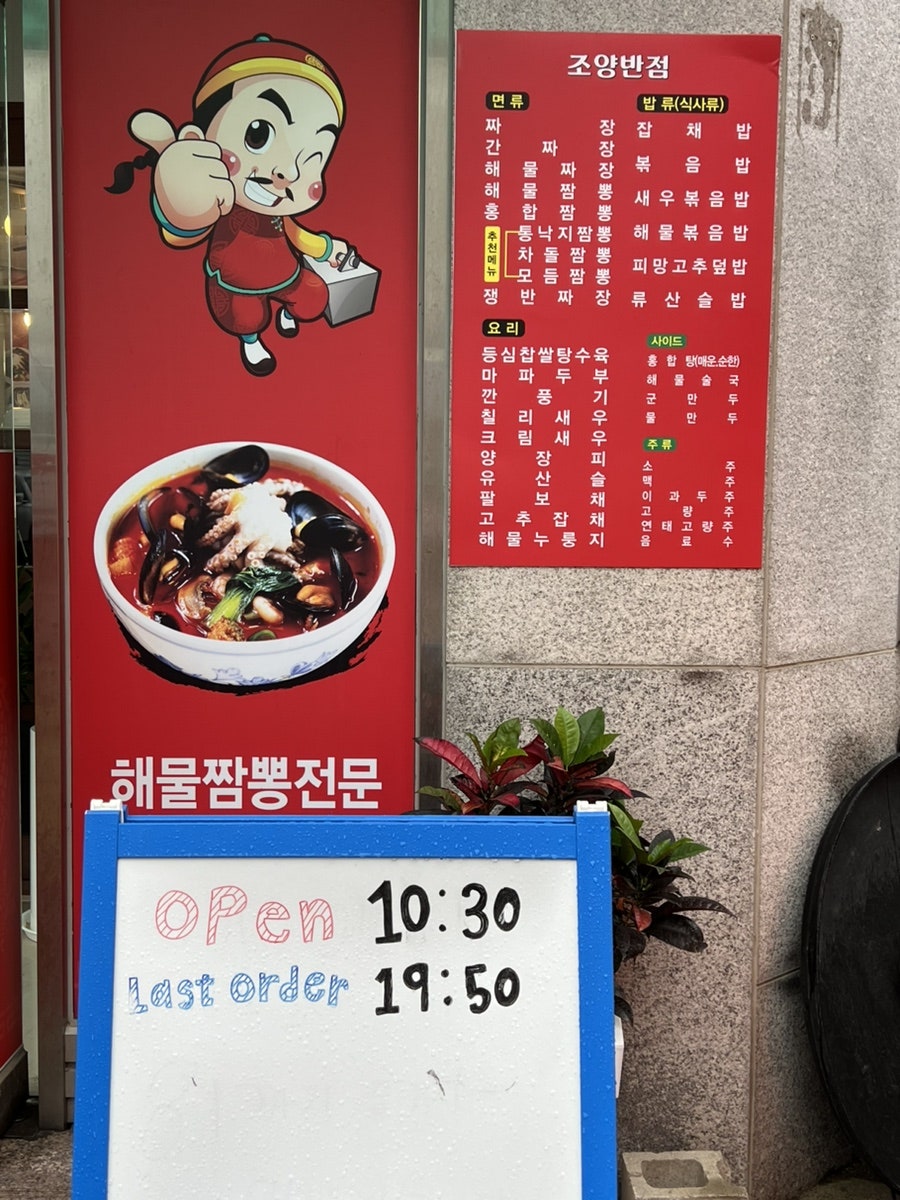 조양반점
면류
짜장
간짜장
해물짜장
해물짬뽕
홍합짬뽕
추천메뉴
통낙지짬뽕
차돌짬뽕
모듬짬뽕
쟁반짜장
밥류(식사류)
잡채밥
볶음밥
새우볶음밥
해물볶음밥
피망고추덮밥
류산슬밥
요리
등심찹쌀탕수육
마파두부
깐풍기
칠리새우
크림새우
양장피
유산슬
팔보채
고추잡채
해물누룽지
사이드
홍합탕(매운.순한)
해물술국
군만두
물만두
주류
소주
맥주
이과두주
고량주
연태고량주
음료수
해물짬뽕전문
OPen 10:30
Last order 19:50